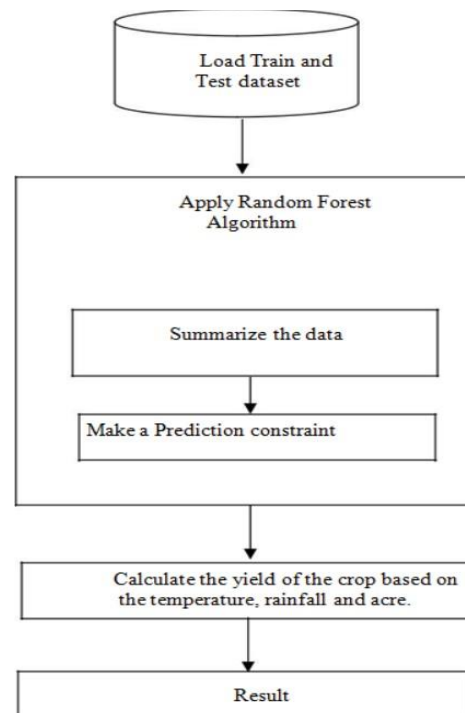 Load Train and
Test dataset
Apply Random Forest
Algorithm
Summarize the data
Make a Prediction constraint
Calculate the yield of the crop based on
the temperature, rainfall and acre.
Result